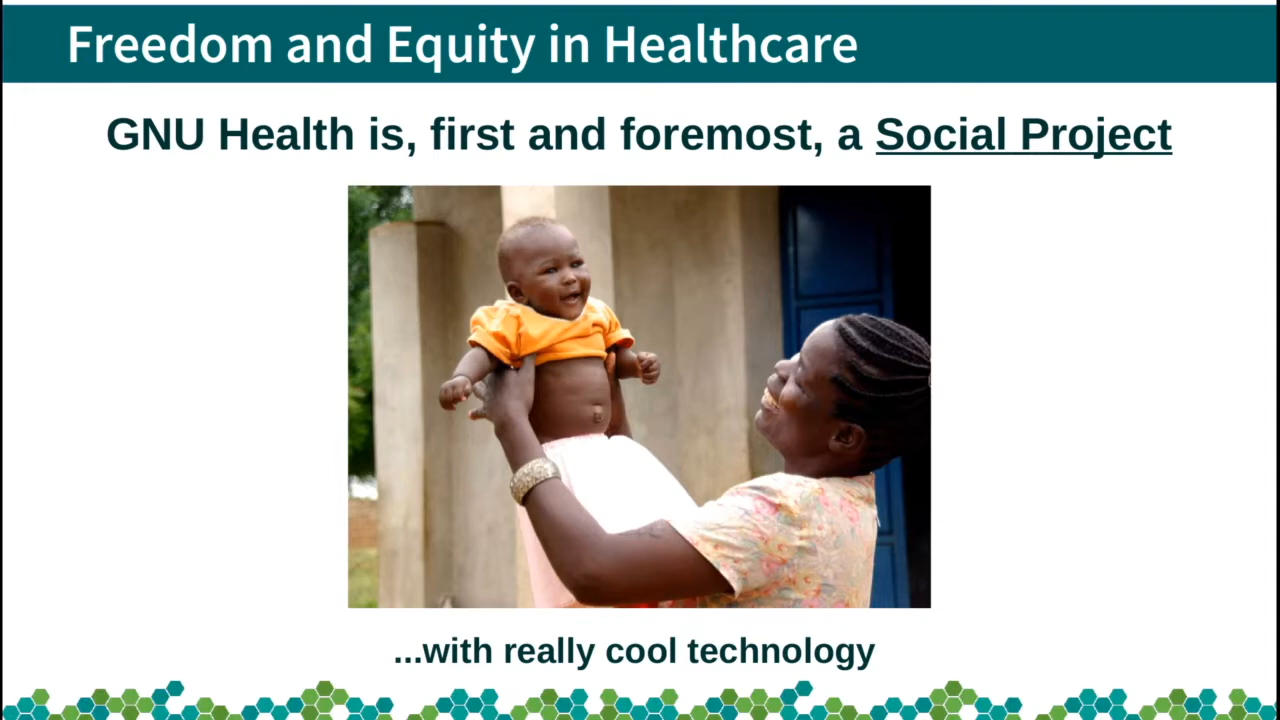 Freedom and Equity in Healthcare
GNU Health is, first and foremost, a Social Project
...with really cool technology